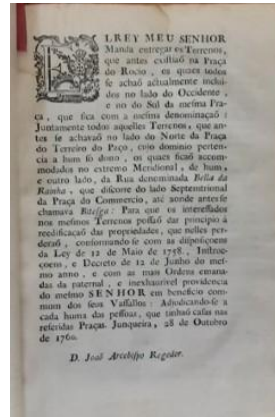 ELREY MEU SENHOR
Manda entregar os Terrenos,
que antes existiaõ na Praça
do Rocio, os quaes todos
se achaõ actualmente inclui-
dos no lado do Occidente,
e no do Sul da mesma Pra-
ça, que fica com a mesma denominaçaõ:
Juntamente todos aquelles Terrenos, que an-
tes se achavaõ no lado do Norte da Praça
do Terreiro do Paço, cujo dominio perten-
cia a hum só dono, os quaes ficaõ accom-
modados no extremo Meridional, de hum,
e outro lado, da Rua denominada Bella da
Rainha, que discorre do lado Septentrional
da Praça do Commercio, até aonde antes se
chamava Bitesga: Para que os interessados
nos mesmos Terrenos possaõ dar principio á
reedificaçaõ das propriedades, que nelles per-
deraõ, conformando-se com as disposiçoens
da Ley de 12 de Maio de 1758., Instruc-
çoens, e Decreto de 12 de Junho do mes-
mo anno, e com as mais Ordens emana-
das da paternal, e inexhaurivel providencia
do mesmo SENHOR em beneficio com-
mum dos seus Vassallos: Adjudicando-se a
cada huma das pessoas, que tinhaõ casas nas
referidas Praças. Junqueira, 28 de Outubro
de 1760.
D. Joaõ Arcebispo Regedor.